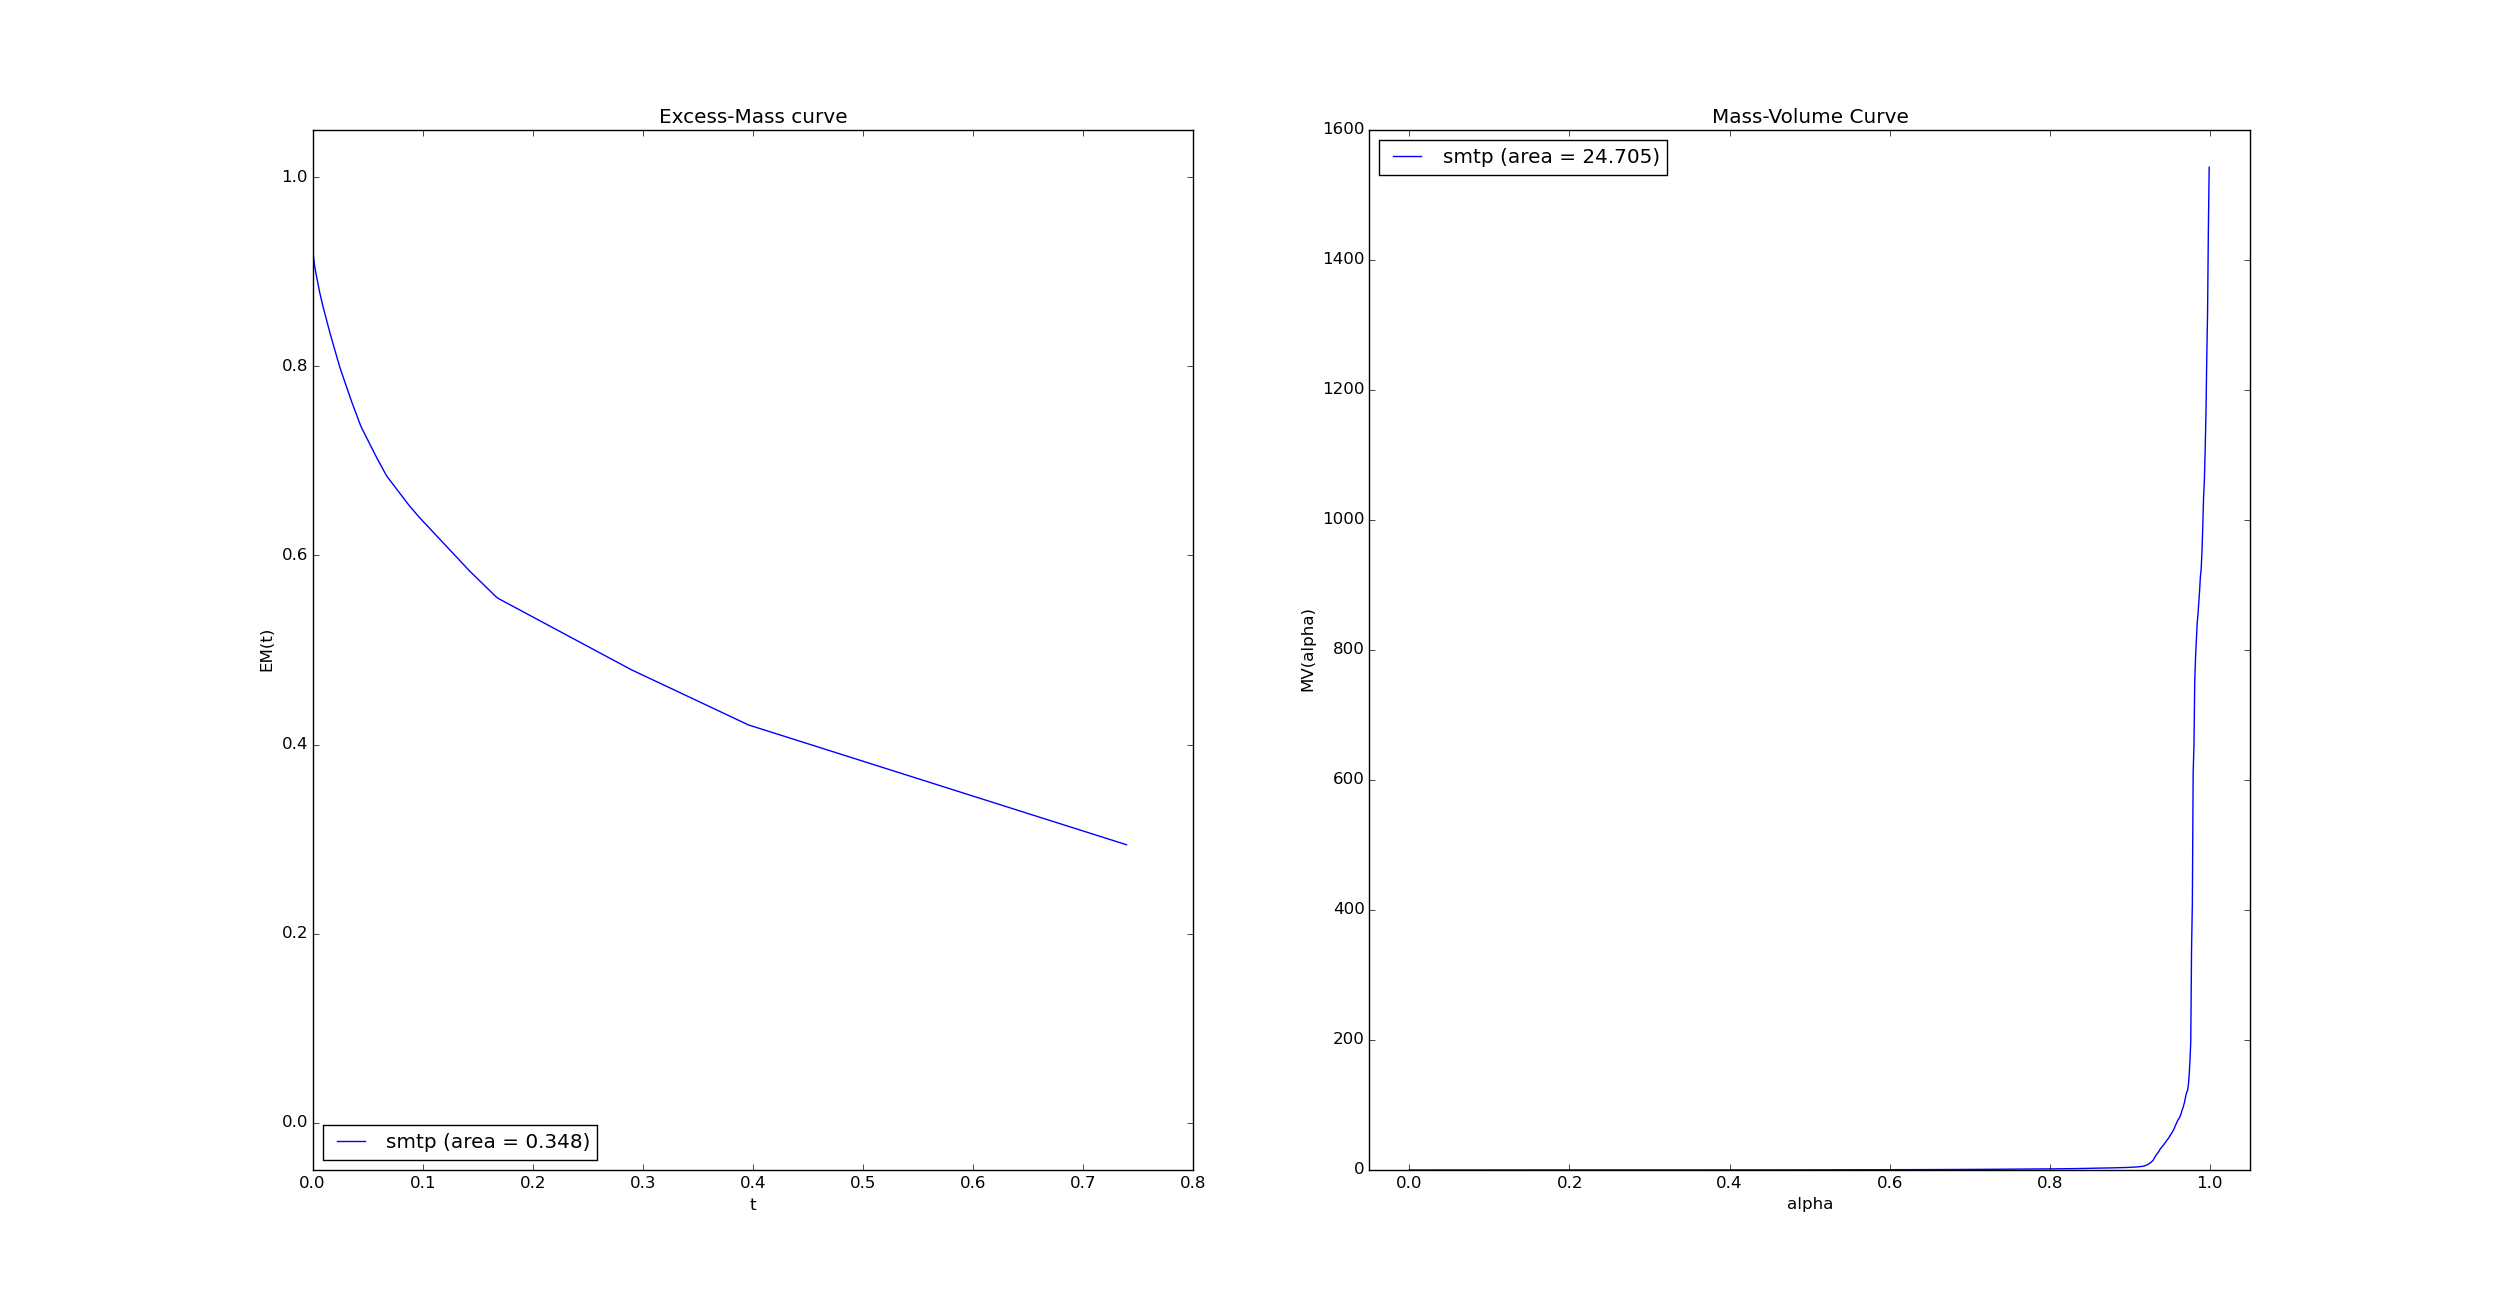 Excess-Mass curve
1.0
0.8
0.6
0.4
0.2
0.0
EM(t)
smtp (area = 0.348)
0.0 0.1 0.2 0.3 0.4 0.5 0.6 0.7 0.8
t
Mass-Volume Curve
1600
1400
1200
1000
800
600
400
200
0
MV(alpha)
smtp (area = 24.705)
0.0 0.2 0.4 0.6 0.8 1.0
alpha